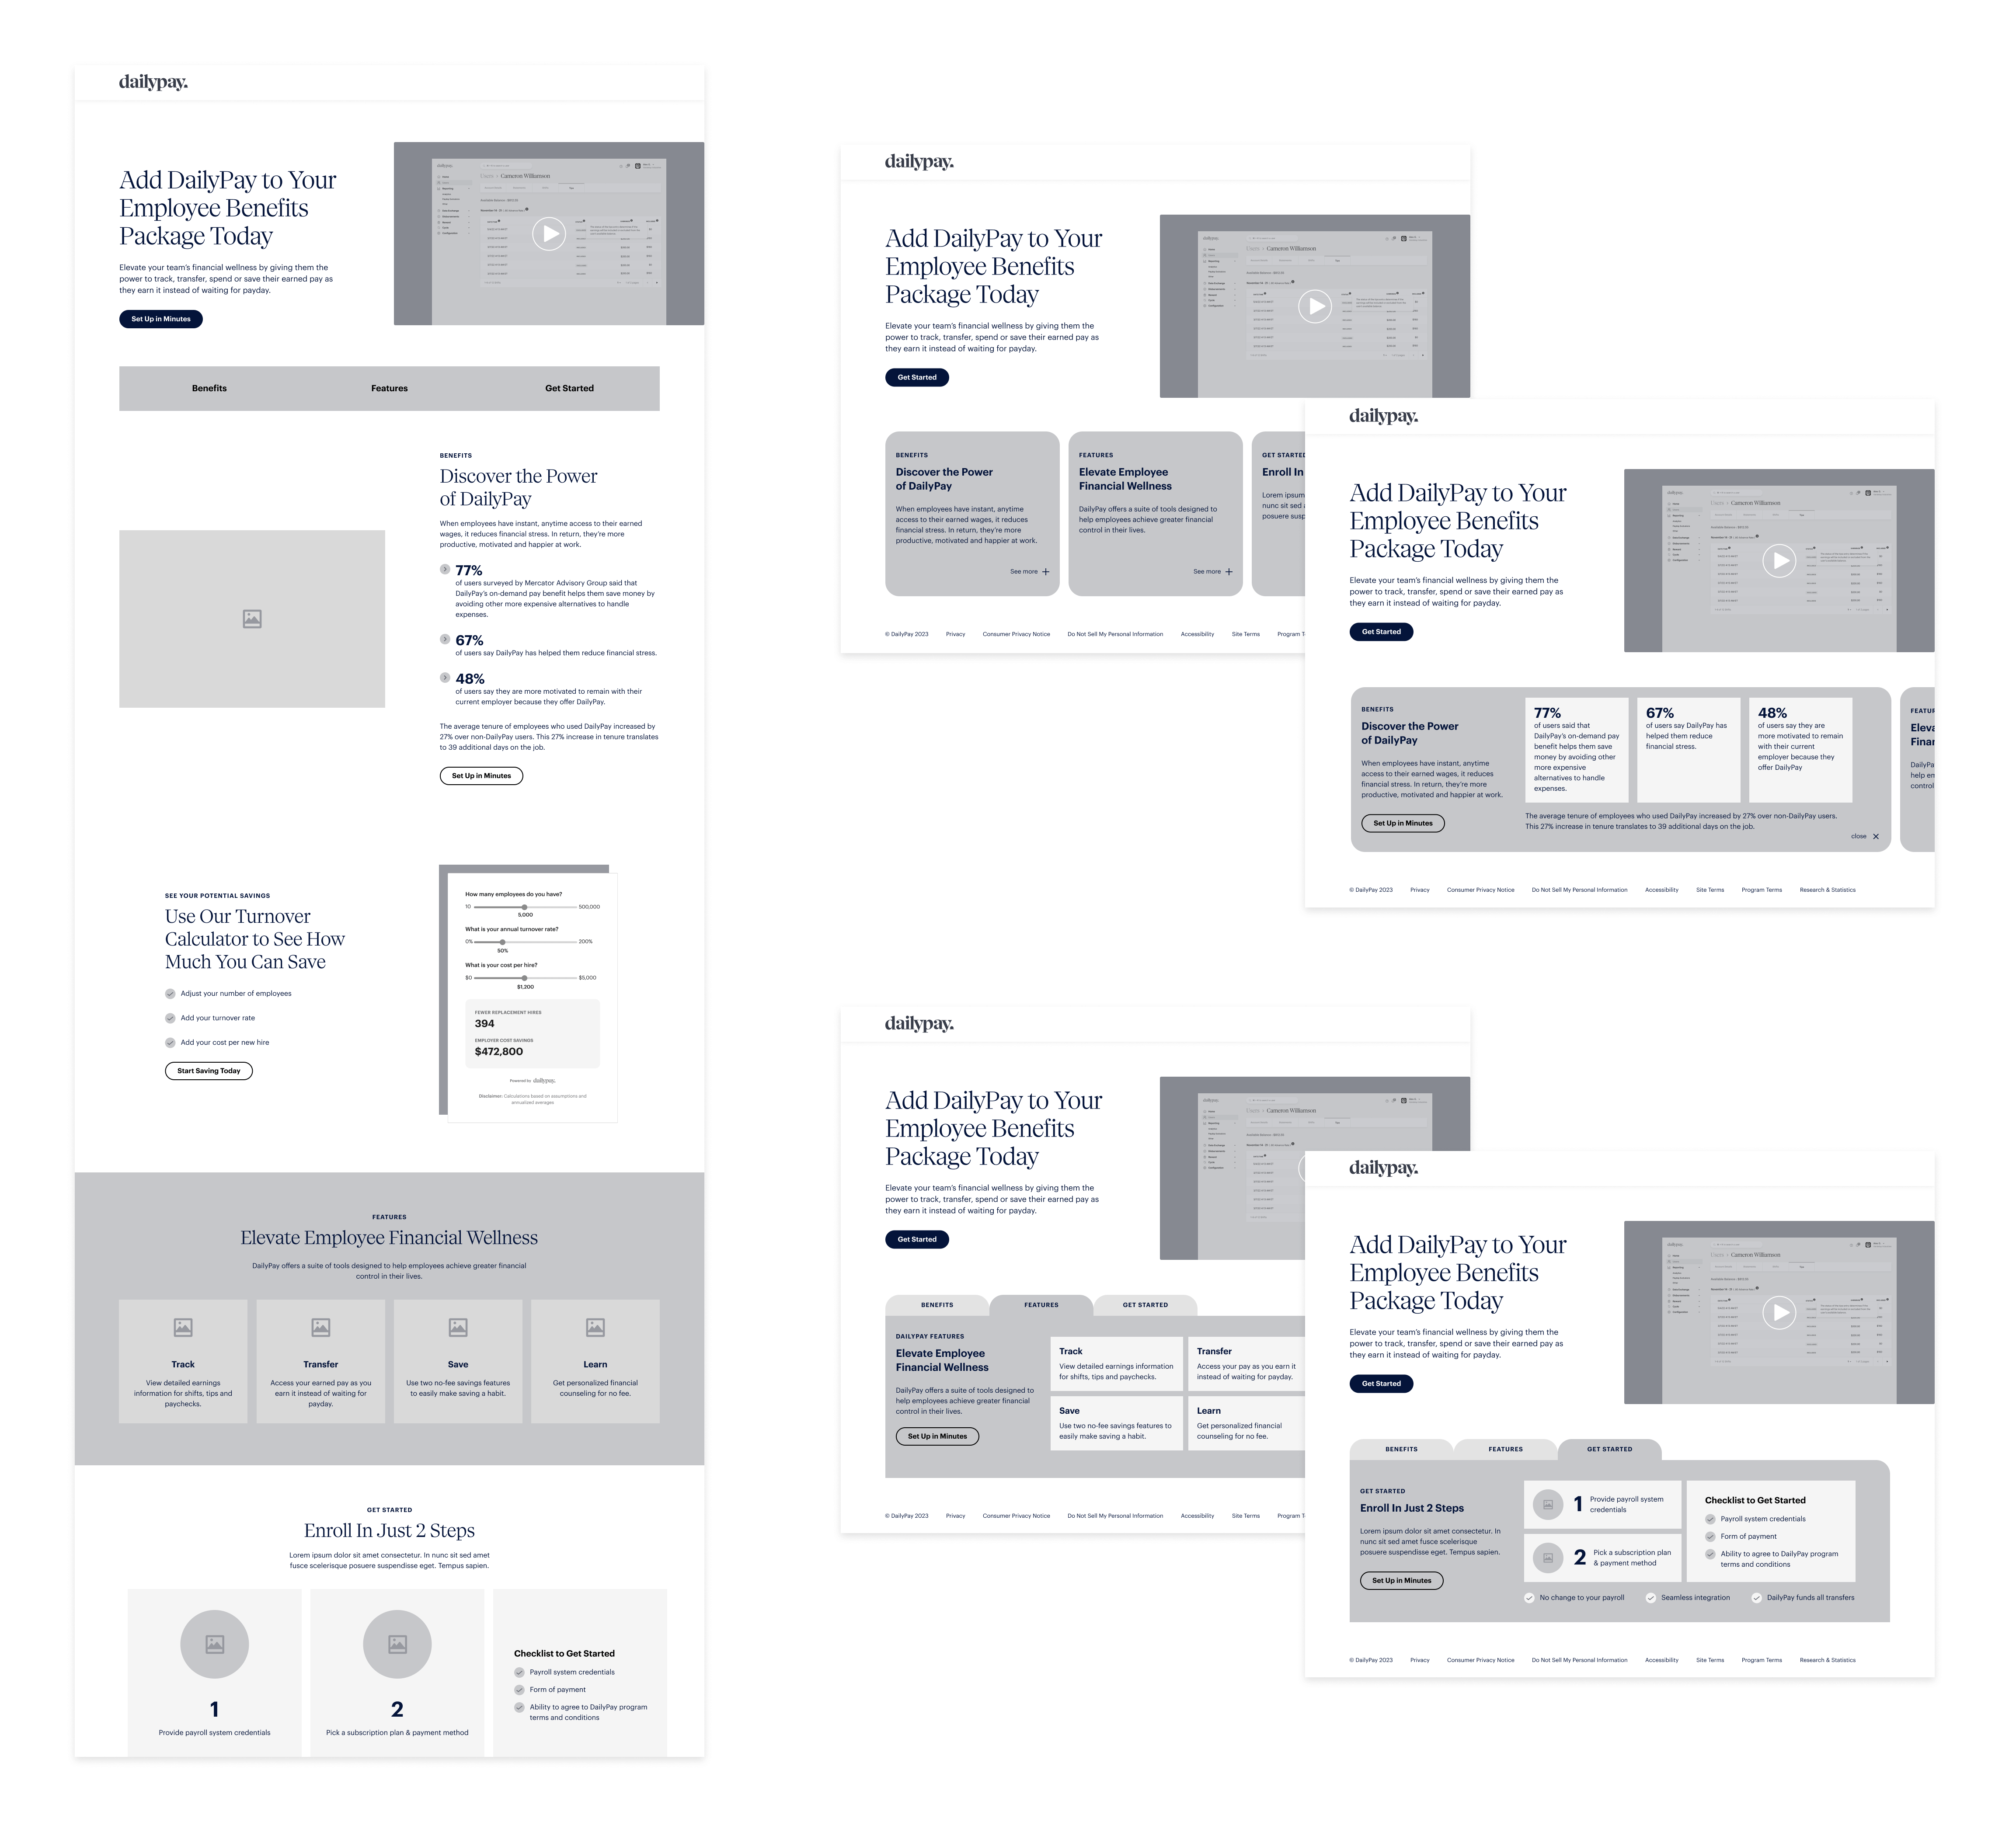 dailypay.
Add DailyPay to Your
Employee Benefits
Package Today
Elevate your team's financial wellness by giving them the
power to track, transfer, spend or save their earned pay as
they earn it instead of waiting for payday.
Set Up in Minutes
Users > Cameron Williamson
Benefits
Features
Get Started
BENEFITS
Discover the Power
of DailyPay
When employees have instant, anytime access to their earned
wages, it reduces financial stress. In return, they're more
productive, motivated and happier at work.
77%
of users surveyed by Mercator Advisory Group said that
DailyPay's on-demand pay benefit helps them save money by
avoiding other more expensive alternatives to handle
expenses.
67%
of users say DailyPay has helped them reduce financial stress.
48%
of users say they are more motivated to remain with their
current employer because they offer DailyPay.
The average tenure of employees who used DailyPay increased by
27% over non-DailyPay users. This 27% increase in tenure translates
to 39 additional days on the job.
Set Up in Minutes
SEE YOUR POTENTIAL SAVINGS
Use Our Turnover
Calculator to See How
Much You Can Save
Adjust your number of employees
Add your turnover rate
Add your cost per new hire
Start Saving Today
How many employees do you have?
10 500,000
5,000
What is your annual turnover rate?
0% 200%
50%
What is your cost per hire?
$0 $5,000
$1,200
FEWER REPLACEMENT HIRES
394
EMPLOYER COST SAVINGS
$472,800
Powered by dailypay.
Disclaimer: Calculations based on assumptions and
annualized averages
FEATURES
Elevate Employee Financial Wellness
DailyPay offers a suite of tools designed to help employees achieve greater financial
control in their lives.
Track
View detailed earnings
information for shifts, tips and
paychecks.
Transfer
Access your earned pay as you
earn it instead of waiting for
payday.
Save
Use two no-fee savings features
to easily make saving a habit.
Learn
Get personalized financial
counseling for no fee.
GET STARTED
Enroll In Just 2 Steps
Lorem ipsum dolor sit amet consectetur. In nunc sit sed amet
fusce scelerisque posuere suspendisse eget. Tempus sapien.
1
Provide payroll system credentials
2
Pick a subscription plan & payment method
Checklist to Get Started
Payroll system credentials
Form of payment
Ability to agree to DailyPay program
terms and conditions
dailypay.
Add DailyPay to Your
Employee Benefits
Package Today
Elevate your team's financial wellness by giving them the
power to track, transfer, spend or save their earned pay as
they earn it instead of waiting for payday.
Get Started
Users > Cameron Williamson
BENEFITS
Discover the Power
of DailyPay
When employees have instant, anytime
access to their earned wages, it reduces
financial stress. In return, they're more
productive, motivated and happier at work.
See more
FEATURES
Elevate Employee
Financial Wellness
DailyPay offers a suite of tools designed to
help employees achieve greater financial
control in their lives.
See more
GET STARTED
Enroll In
Lorem ipsum
nunc sit sed
posuere susp
© DailyPay 2023 Privacy Consumer Privacy Notice Do Not Sell My Personal Information Accessibility Site Terms Program T
dailypay.
Add DailyPay to Your
Employee Benefits
Package Today
Elevate your team's financial wellness by giving them the
power to track, transfer, spend or save their earned pay as
they earn it instead of waiting for payday.
Get Started
Users > Cameron Williamson
BENEFITS
Discover the Power
of DailyPay
When employees have instant, anytime
access to their earned wages, it reduces
financial stress. In return, they're more
productive, motivated and happier at work.
Set Up in Minutes
77%
of users said that
DailyPay's on-demand pay
benefit helps them save
money by avoiding other
more expensive
alternatives to handle
expenses.
67%
of users say DailyPay has
helped them reduce
financial stress.
48%
of users say they are
more motivated to remain
with their current
employer because they
offer DailyPay
The average tenure of employees who used DailyPay increased by 27% over non-DailyPay users.
This 27% increase in tenure translates to 39 additional days on the job.
close
FEATUR
Eleva
Finar
DailyPa
help em
control
© DailyPay 2023 Privacy Consumer Privacy Notice Do Not Sell My Personal Information Accessibility Site Terms Program Terms Research & Statistics
dailypay.
Add DailyPay to Your
Employee Benefits
Package Today
Elevate your team's financial wellness by giving them the
power to track, transfer, spend or save their earned pay as
they earn it instead of waiting for payday.
Get Started
Users > Cameron Williamson
BENEFITS
FEATURES
GET STARTED
DAILYPAY FEATURES
Elevate Employee
Financial Wellness
DailyPay offers a suite of tools designed to
help employees achieve greater financial
control in their lives.
Set Up in Minutes
Track
View detailed earnings information
for shifts, tips and paychecks.
Transfer
Access your pay as you earn it
instead of waiting for payday.
Save
Use two no-fee savings features to
easily make saving a habit.
Learn
Get personalized financial
counseling for no fee.
© DailyPay 2023 Privacy Consumer Privacy Notice Do Not Sell My Personal Information Accessibility Site Terms Program T
dailypay.
Add DailyPay to Your
Employee Benefits
Package Today
Elevate your team's financial wellness by giving them the
power to track, transfer, spend or save their earned pay as
they earn it instead of waiting for payday.
Get Started
Users > Cameron Williamson
BENEFITS
FEATURES
GET STARTED
GET STARTED
Enroll In Just 2 Steps
Lorem ipsum dolor sit amet consectetur. In
nunc sit sed amet fusce scelerisque
posuere suspendisse eget. Tempus sapien.
Set Up in Minutes
1
Provide payroll system
credentials
2
Pick a subscription plan
& payment method
Checklist to Get Started
Payroll system credentials
Form of payment
Ability to agree to DailyPay program
terms and conditions
No change to your payroll
Seamless integration
DailyPay funds all transfers
© DailyPay 2023 Privacy Consumer Privacy Notice Do Not Sell My Personal Information Accessibility Site Terms Program Terms Research & Statistics